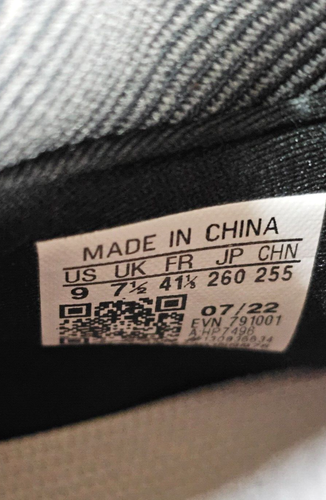 MADE IN CHINA
US UK FR JP CHN
9 7½ 41⅓ 260 255
07/22
EVN 791001